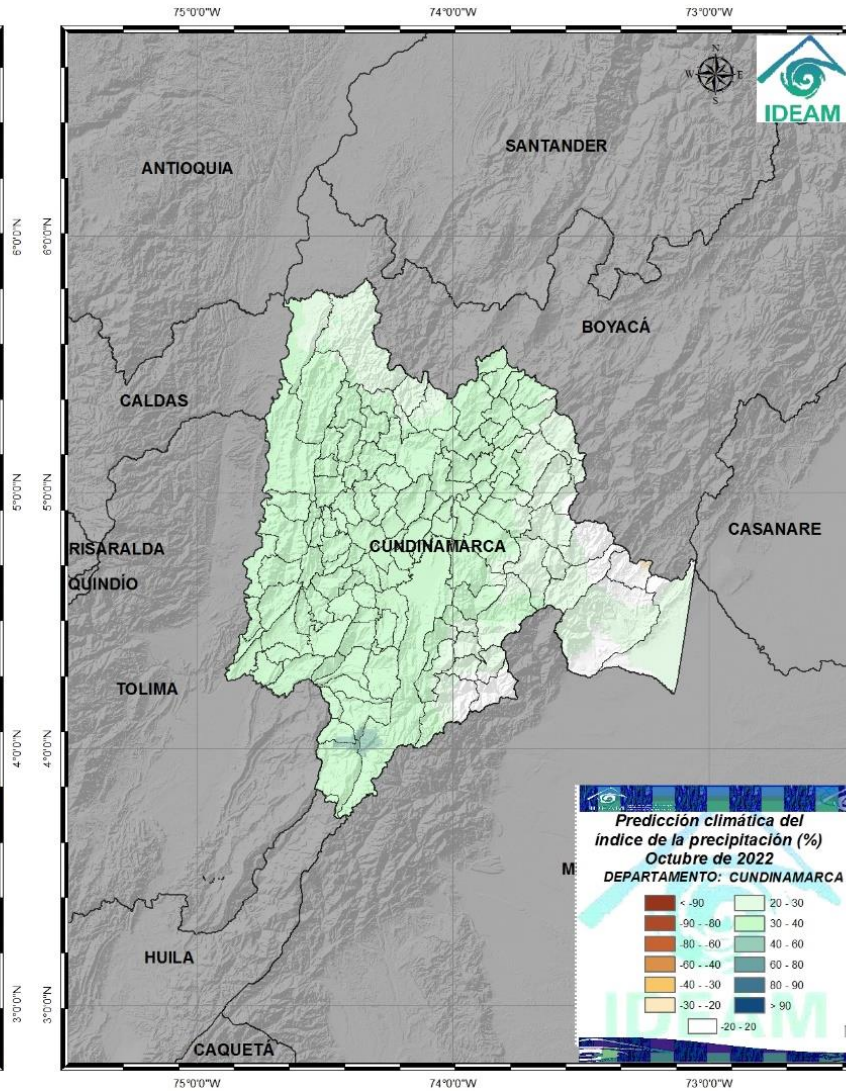 75°0'0"W 74°0'0"W 73°0'0"W
N
W E
S
IDEAM
SANTANDER
ANTIOQUIA
6°0'0"N 6°0'0"N
BOYACÁ
CALDAS
5°0'0"N 5°0'0"N
CASANARE
CUNDINAMARCA
RISARALDA
QUINDÍO
TOLIMA
4°0'0"N 4°0'0"N
Predicción climática del
índice de la precipitación (%)
Octubre de 2022
DEPARTAMENTO: CUNDINAMARCA
M
< -90 20 - 30
-90 - -80 30 - 40
-80 - -60 40 - 60
-60 - -40 60 - 80
-40 - -30 80 - 90
-30 - -20 > 90
-20 - 20
IDEAM
HUILA
3°0'0"N 3°0'0"N
CAQUETÁ
75°0'0"W 74°0'0"W 73°0'0"W